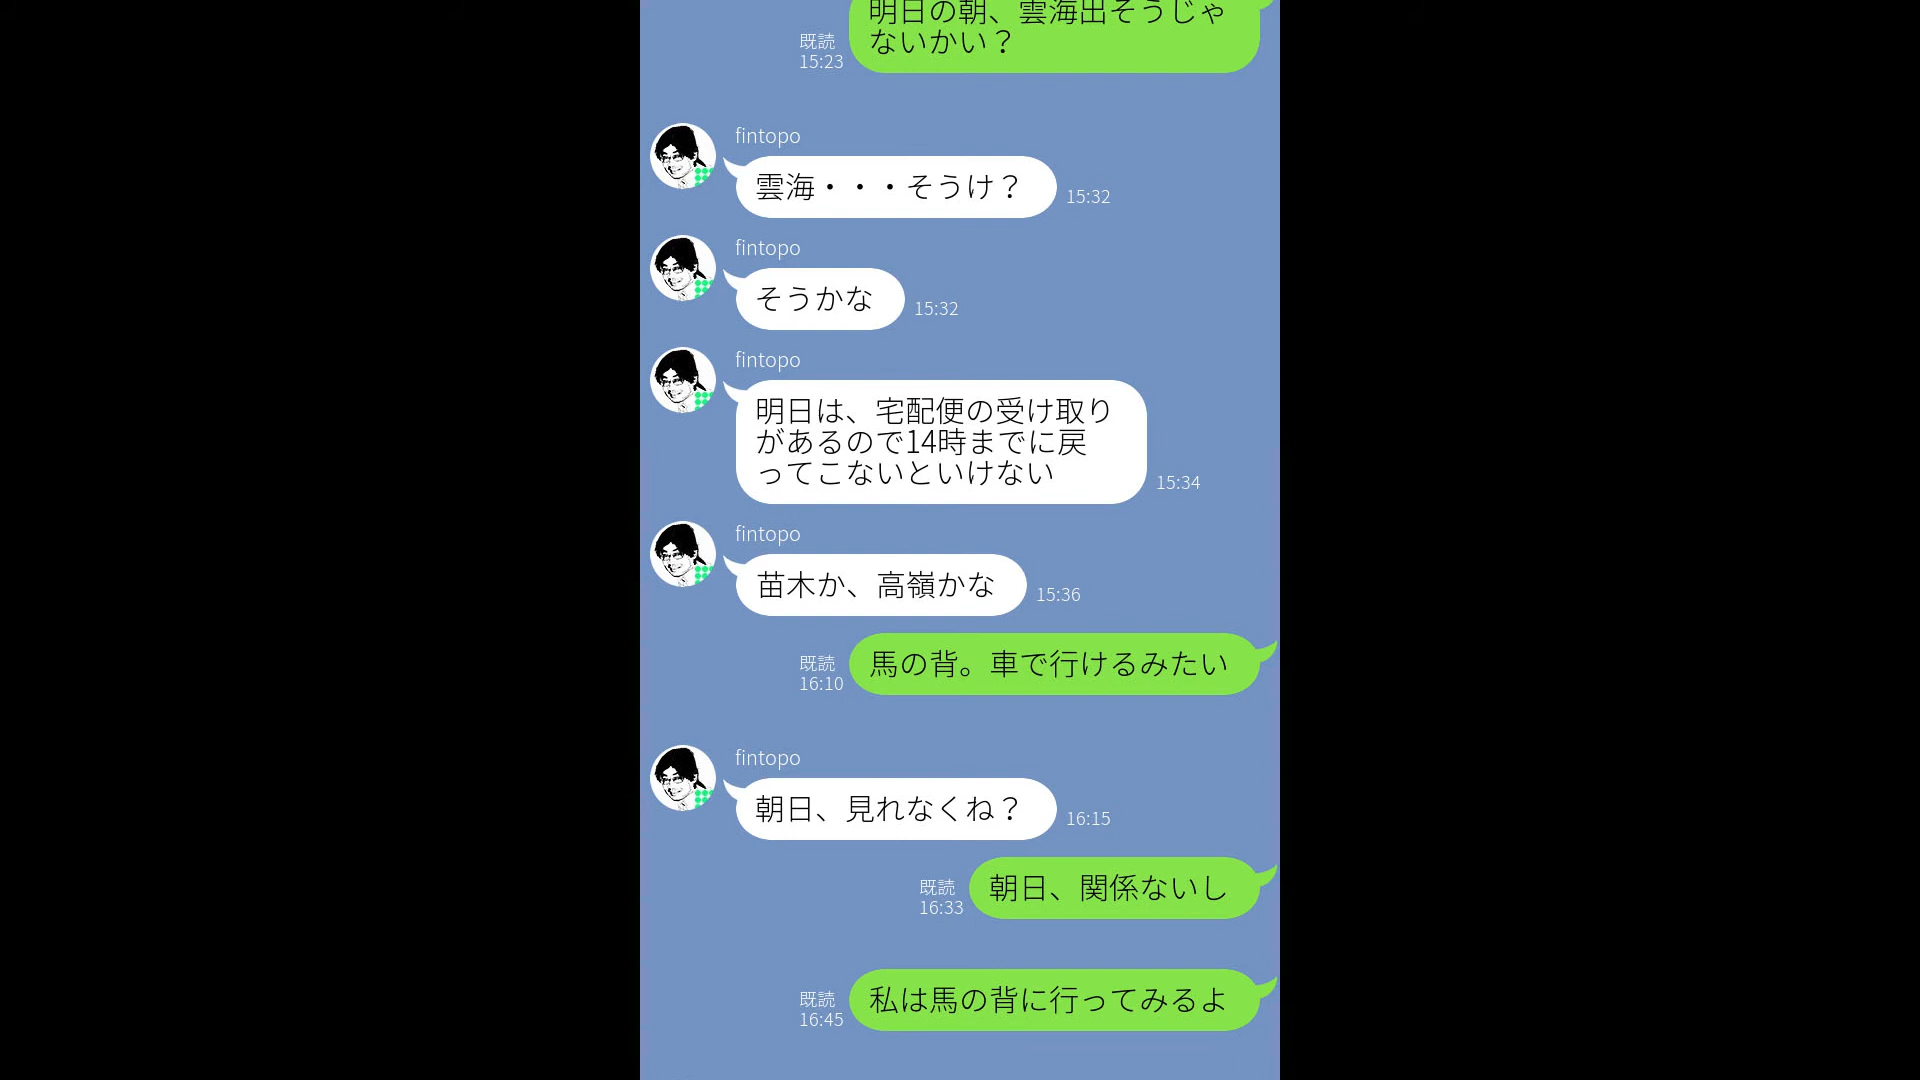 明日の朝、雲海出そうじゃ
ないかい？
既読
15:23
fintopo
雲海・・・そうけ？
15:32
fintopo
そうかな
15:32
fintopo
明日は、宅配便の受け取り
があるので14時までに戻
ってこないといけない
15:34
fintopo
苗木か、高嶺かな
15:36
馬の背。車で行けるみたい
既読
16:10
fintopo
朝日、見れなくね？
16:15
朝日、関係ないし
既読
16:33
私は馬の背に行ってみるよ
既読
16:45